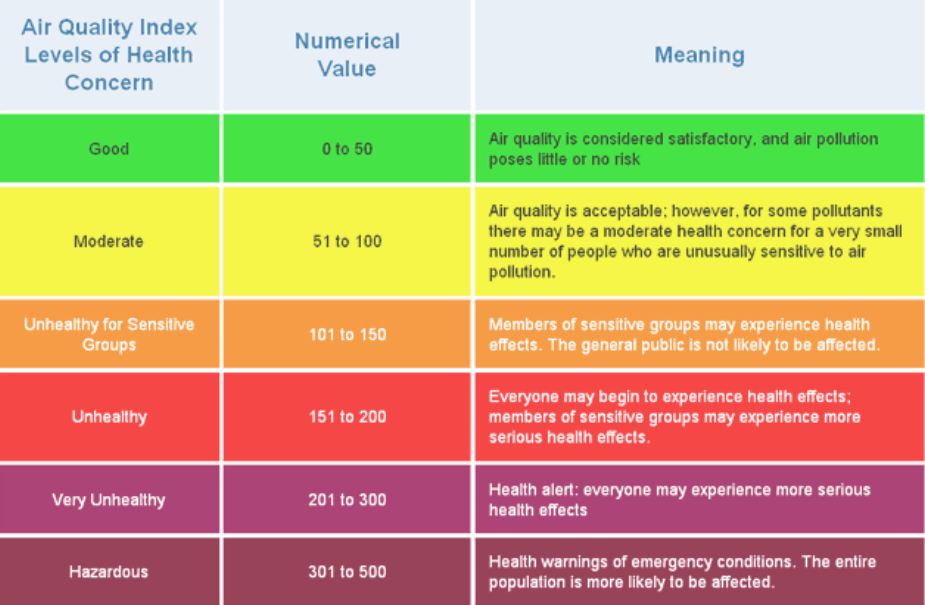 Air Quality Index
Levels of Health
Concern
Numerical
Value
Meaning
Good
0 to 50
Air quality is considered satisfactory, and air pollution
poses little or no risk
Moderate
51 to 100
Air quality is acceptable; however, for some pollutants
there may be a moderate health concern for a very small
number of people who are unusually sensitive to air
pollution.
Unhealthy for Sensitive
Groups
101 to 150
Members of sensitive groups may experience health
effects. The general public is not likely to be affected.
Unhealthy
151 to 200
Everyone may begin to experience health effects;
members of sensitive groups may experience more
serious health effects.
Very Unhealthy
201 to 300
Health alert: everyone may experience more serious
health effects
Hazardous
301 to 500
Health warnings of emergency conditions. The entire
population is more likely to be affected.